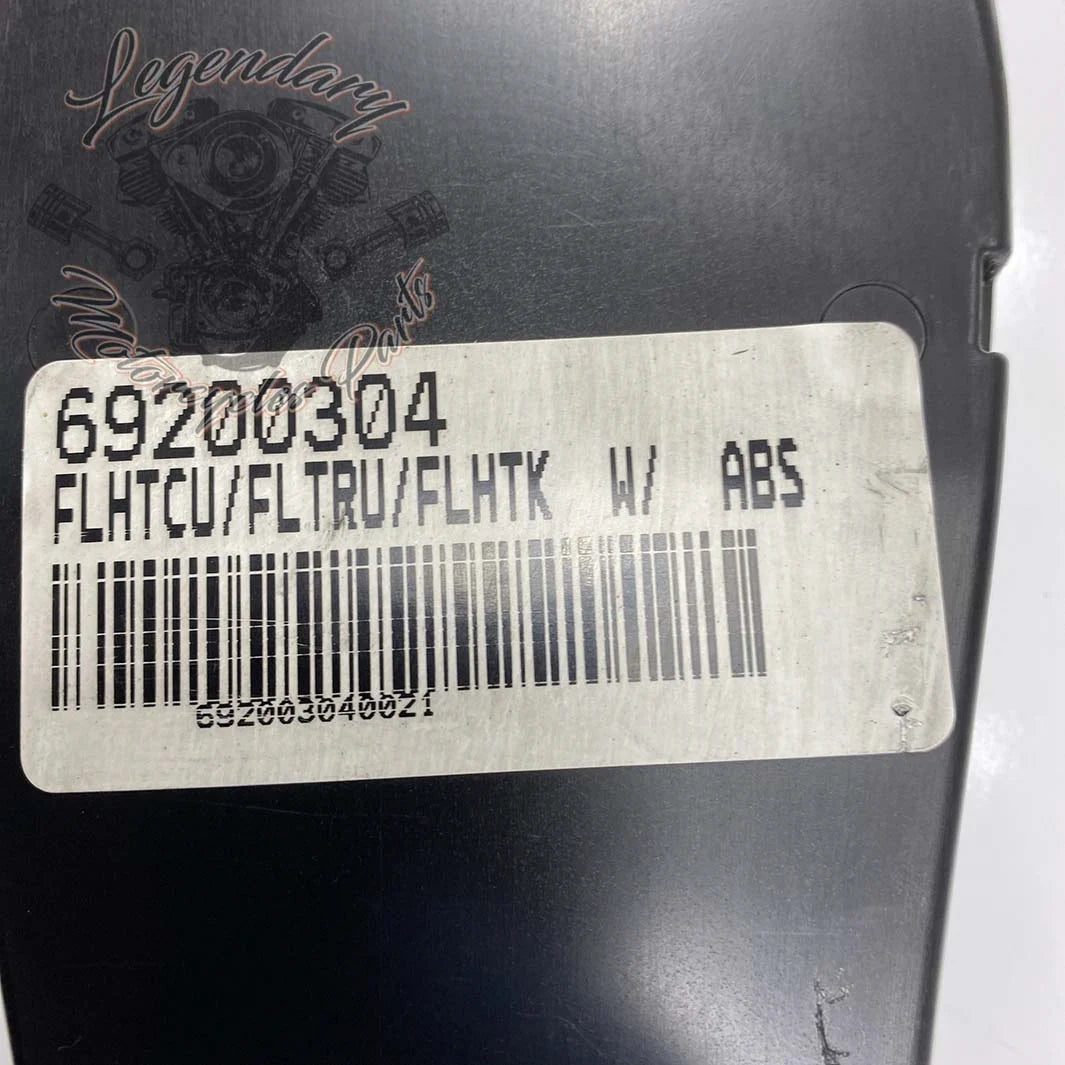 Legendary
Motorcycles Parts
69200304
FLHTCU/FLTRU/FLHTK W/ ABS
692003040021